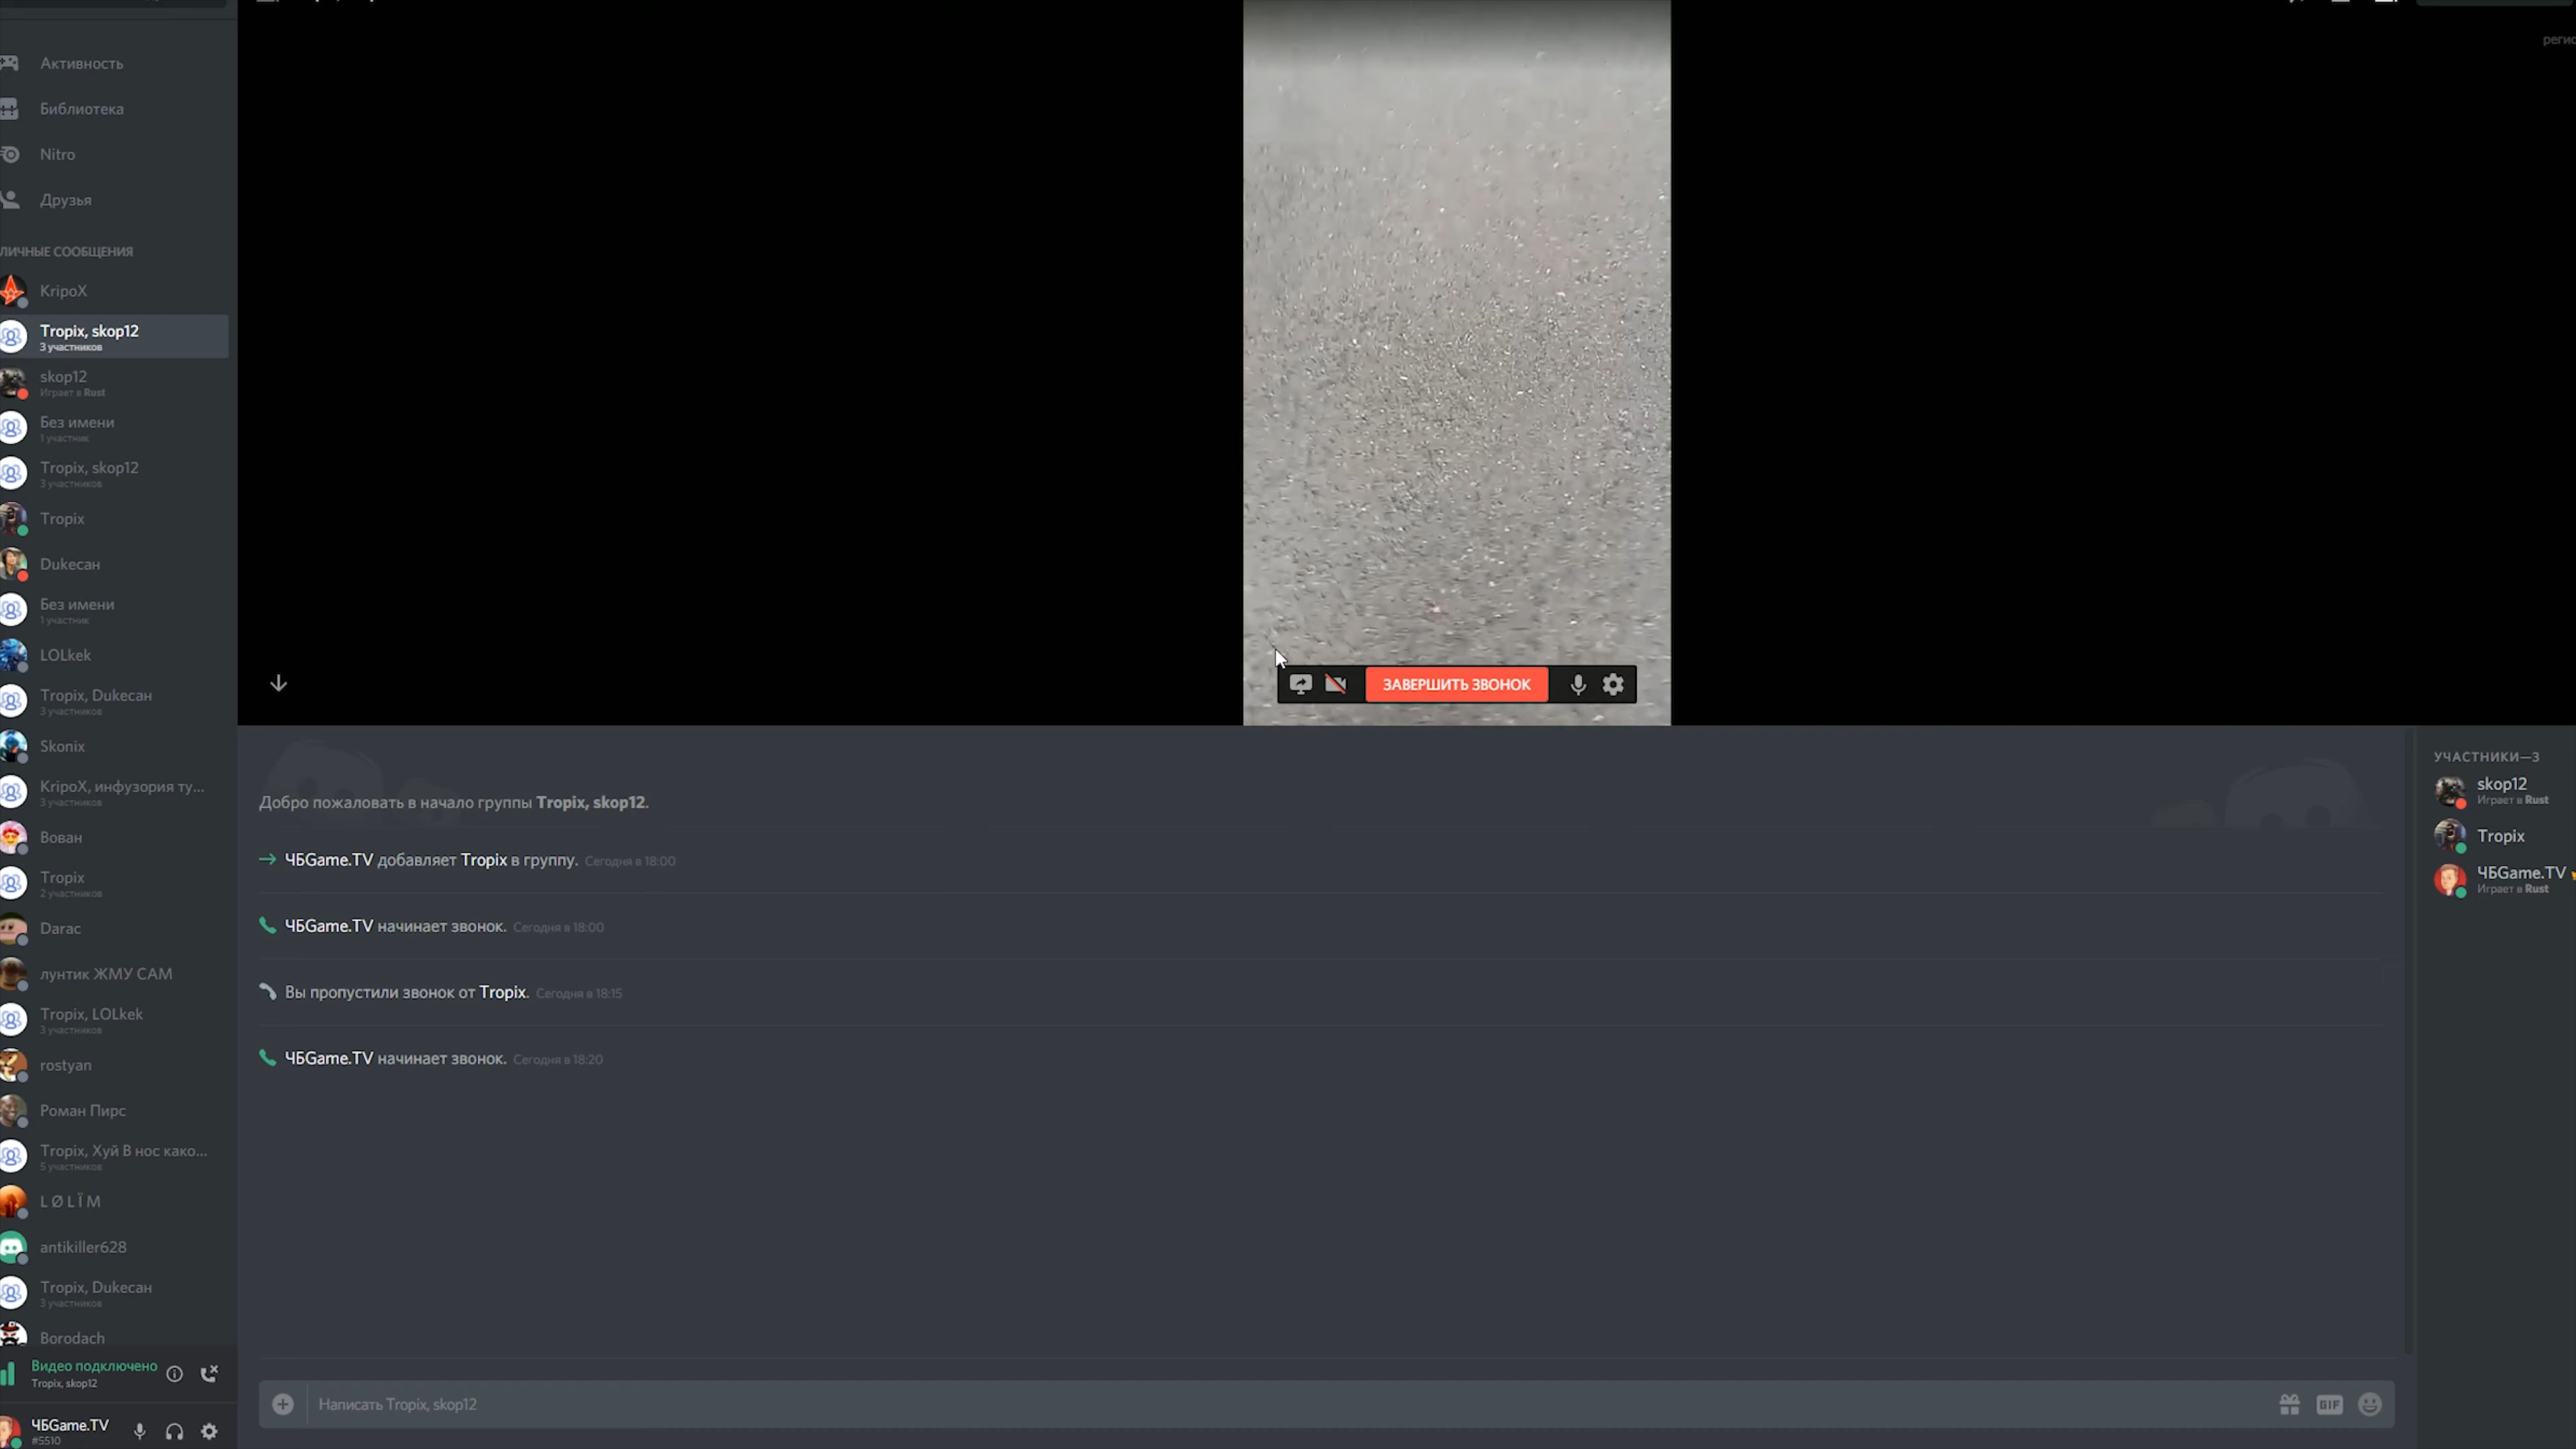 Активность
Библиотека
Nitro
Друзья
ЛИЧНЫЕ СООБЩЕНИЯ
KripoX
Tropix, skop12
3 участников
skop12
Играет в Rust
Без имени
1 участник
Tropix, skop12
3 участников
Tropix
Dukeсан
Без имени
1 участник
LOLkek
Tropix, Dukeсан
3 участников
Skonix
KripoX, инфузория ту...
3 участников
Вован
Tropix
2 участников
Darac
лунтик ЖМУ САМ
Tropix, LOLkek
3 участников
rostyan
Роман Пирс
Tropix, Хуй В нос како...
5 участников
L Ø L Ï M
antikiller628
Tropix, Dukeсан
3 участников
Borodach
Видео подключено
Tropix, skop12
ЧБGame.TV
#5510
ЗАВЕРШИТЬ ЗВОНОК
Добро пожаловать в начало группы Tropix, skop12.
ЧБGame.TV добавляет Tropix в группу. Сегодня в 18:00
ЧБGame.TV начинает звонок. Сегодня в 18:00
Вы пропустили звонок от Tropix. Сегодня в 18:15
ЧБGame.TV начинает звонок. Сегодня в 18:20
Написать Tropix, skop12
GIF
УЧАСТНИКИ—3
skop12
Играет в Rust
Tropix
ЧБGame.TV
Играет в Rust